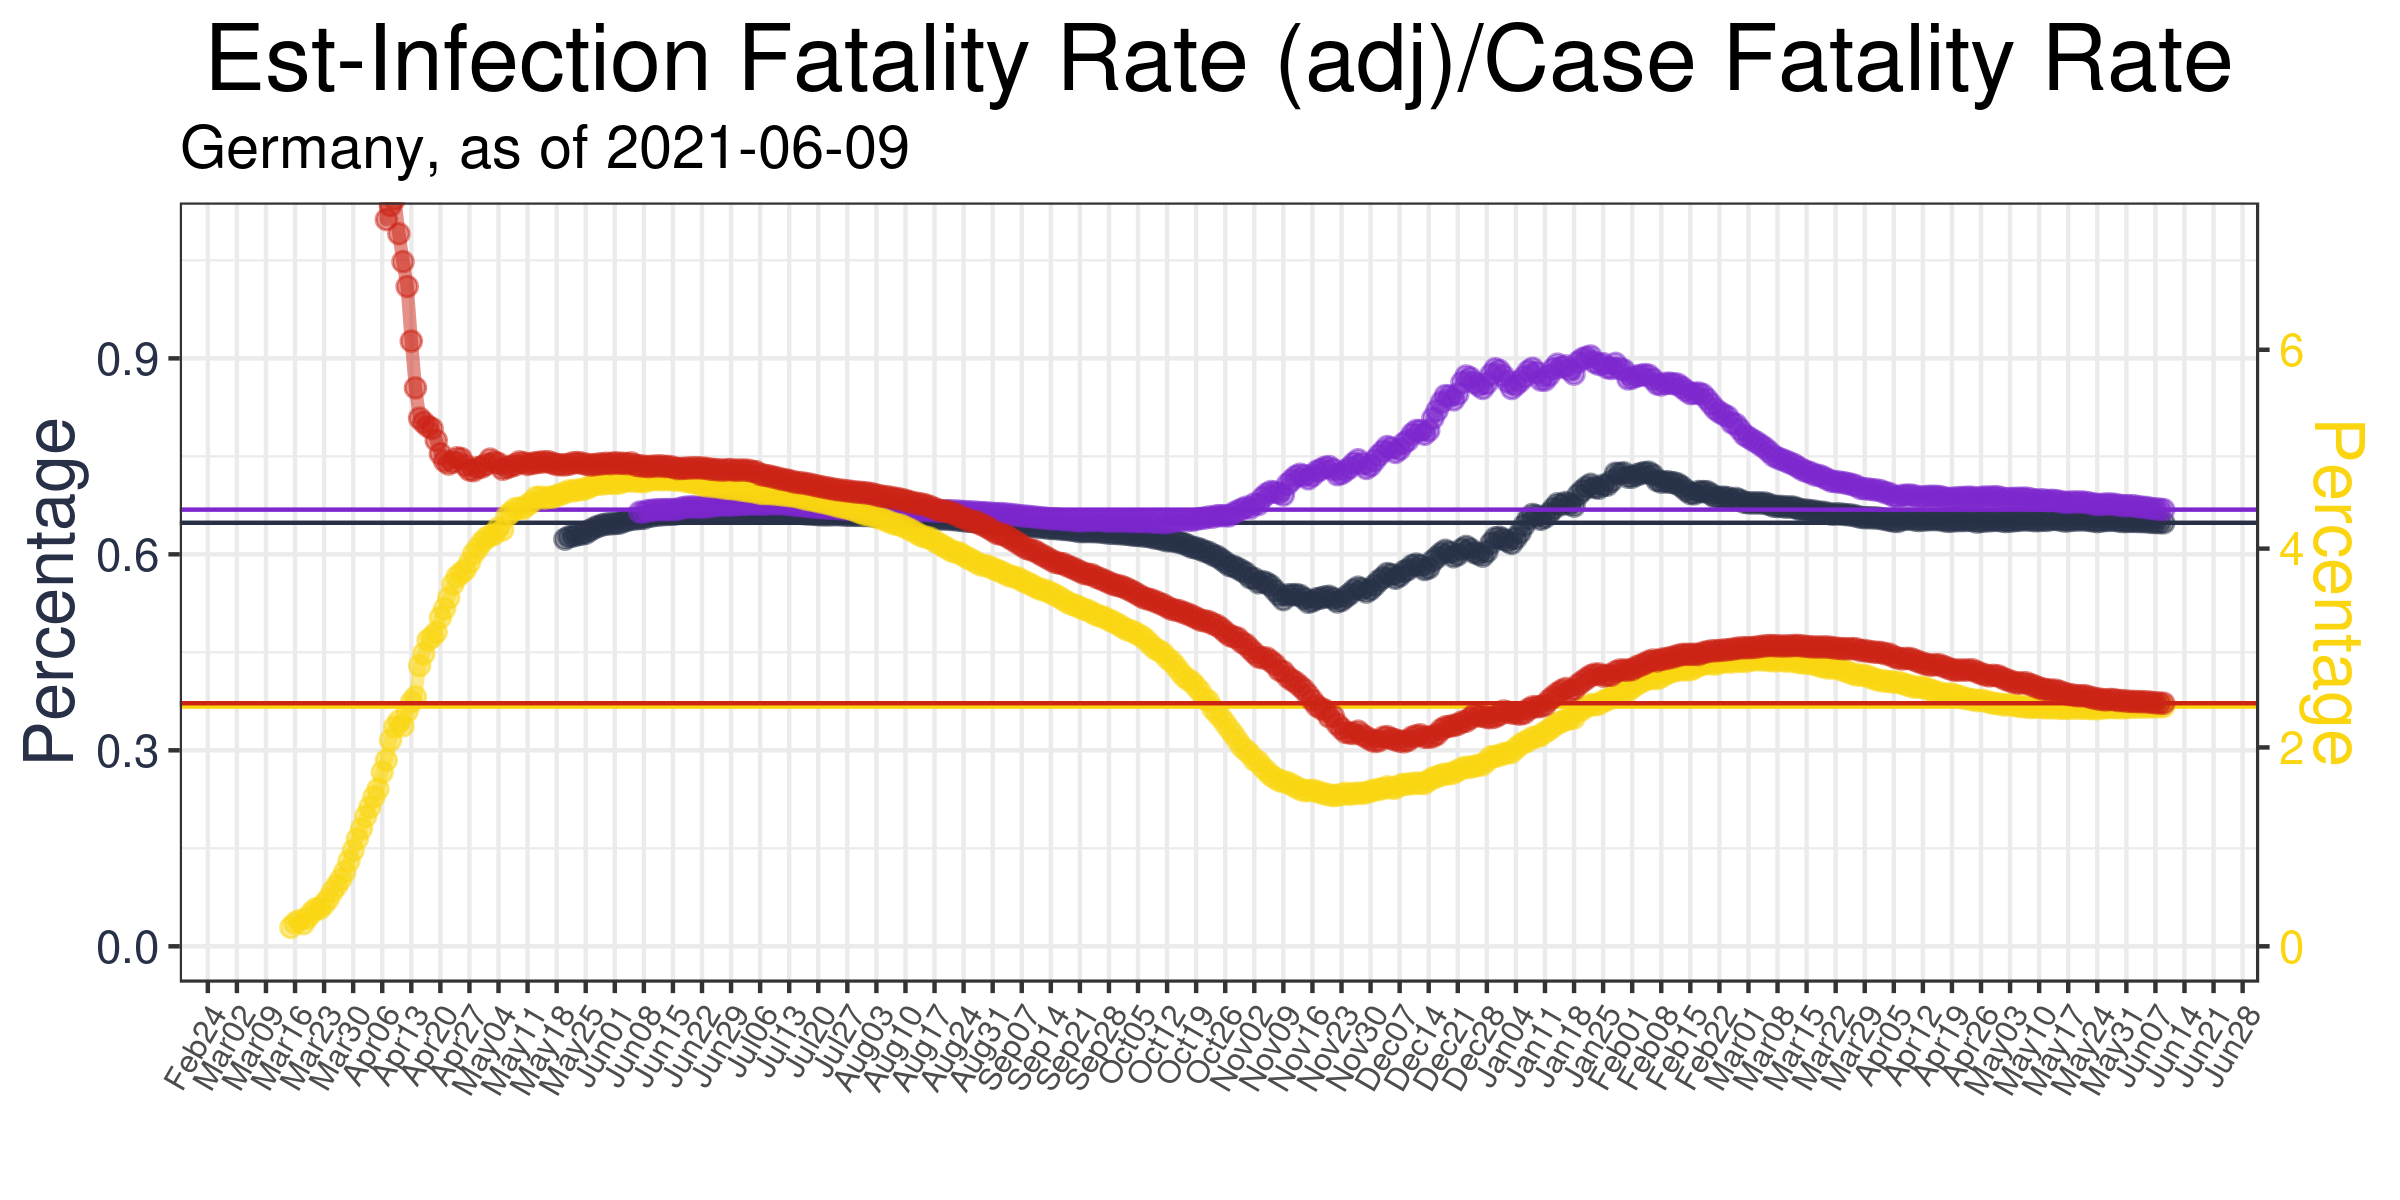 Est-Infection Fatality Rate (adj)/Case Fatality Rate
Germany, as of 2021-06-09
Percentage
0.9
0.6
0.3
0.0
6
4
2
0
Percentage
Feb24
Mar02
Mar09
Mar16
Mar23
Mar30
Apr06
Apr13
Apr20
Apr27
May04
May11
May18
May25
Jun01
Jun08
Jun15
Jun22
Jun29
Jul06
Jul13
Jul20
Jul27
Aug03
Aug10
Aug17
Aug24
Aug31
Sep07
Sep14
Sep21
Sep28
Oct05
Oct12
Oct19
Oct26
Nov02
Nov09
Nov16
Nov23
Nov30
Dec07
Dec14
Dec21
Dec28
Jan04
Jan11
Jan18
Jan25
Feb01
Feb08
Feb15
Feb22
Mar01
Mar08
Mar15
Mar22
Mar29
Apr05
Apr12
Apr19
Apr26
May03
May10
May17
May24
May31
Jun07
Jun14
Jun21
Jun28